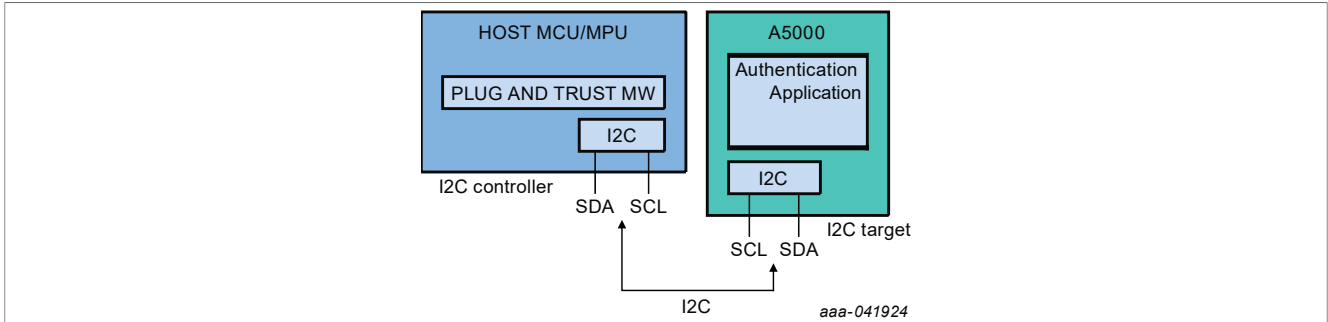 HOST MCU/MPU
PLUG AND TRUST MW
I2C
I2C controller
SDA SCL
A5000
Authentication
Application
I2C
I2C target
SCL SDA
I2C
aaa-041924